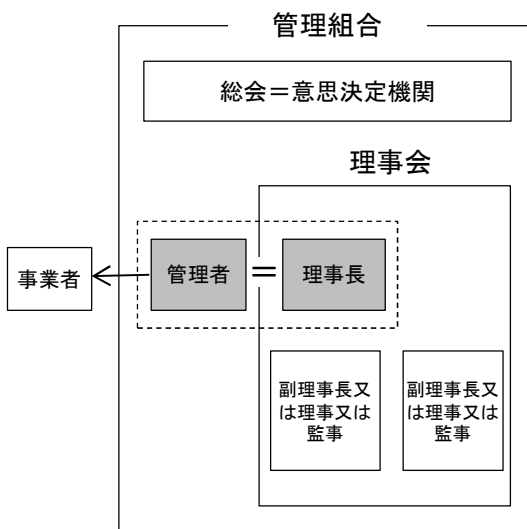 管理組合
総会=意思決定機関
理事会
事業者
管理者
=
理事長
副理事長又
は理事又は
監事
副理事長又
は理事又は
監事